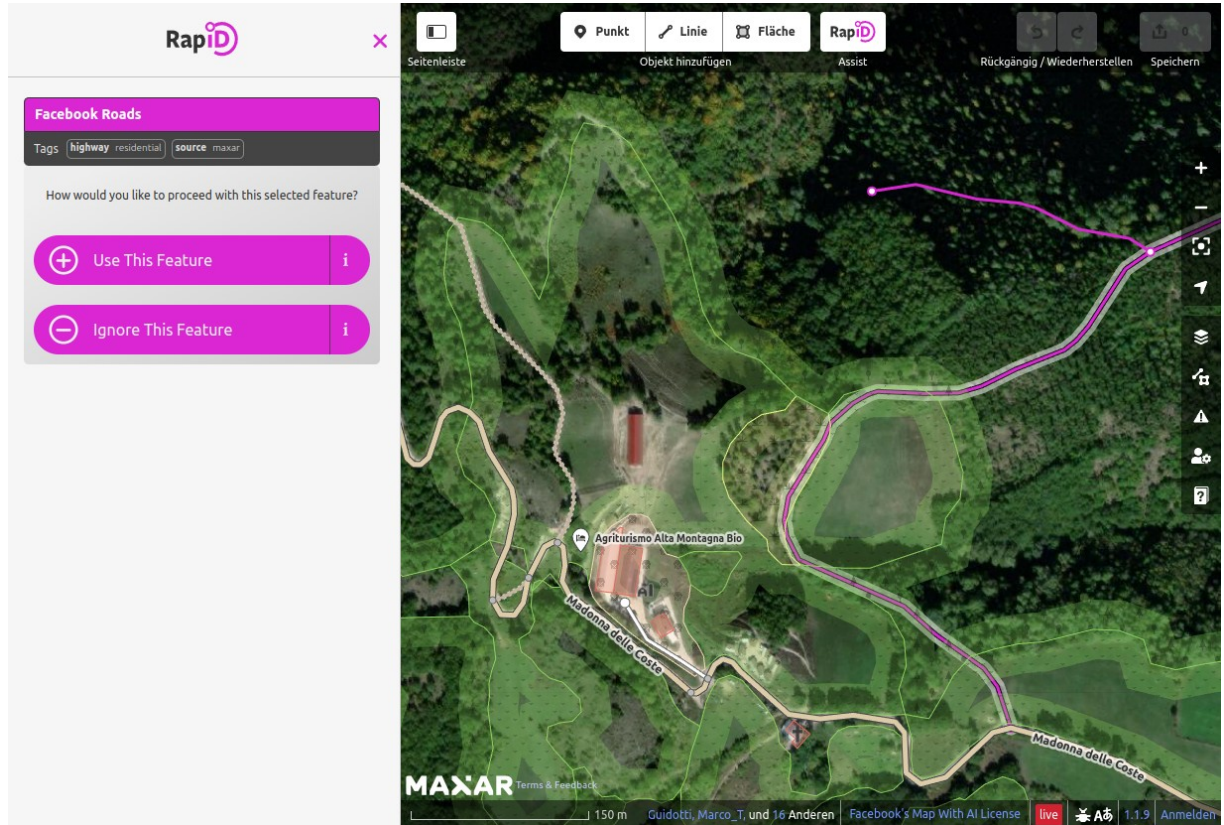 RapiD
Facebook Roads
Tags highway residential source maxar
How would you like to proceed with this selected feature?
Use This Feature i
Ignore This Feature i
Punkt Linie Fläche RapiD 0
Seitenleiste Objekt hinzufügen Assist Rückgängig / Wiederherstellen Speichern
Agriturismo Alta Montagna Bio
Madonna delle Coste
Madonna delle Coste
MAXAR Terms & Feedback
150 m Guidotti, Marco_T, und 16 Anderen Facebook's Map With AI License live 1.1.9 Anmelden